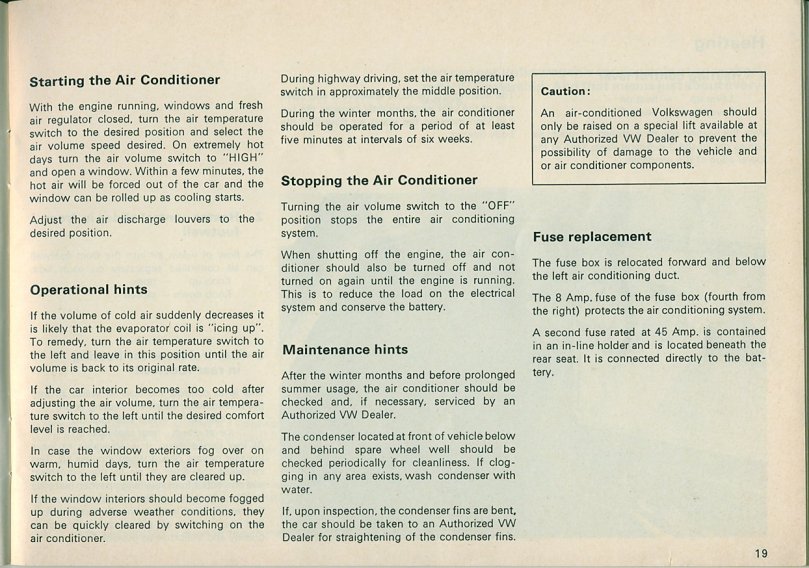 Starting the Air Conditioner
With the engine running, windows and fresh
air regulator closed, turn the air temperature
switch to the desired position and select the
air volume speed desired. On extremely hot
days turn the air volume switch to "HIGH"
and open a window. Within a few minutes, the
hot air will be forced out of the car and the
window can be rolled up as cooling starts.
Adjust the air discharge louvers to the
desired position.
Operational hints
If the volume of cold air suddenly decreases it
is likely that the evaporator coil is "icing up".
To remedy, turn the air temperature switch to
the left and leave in this position until the air
volume is back to its original rate.
If the car interior becomes too cold after
adjusting the air volume, turn the air tempera-
ture switch to the left until the desired comfort
level is reached.
In case the window exteriors fog over on
warm, humid days, turn the air temperature
switch to the left until they are cleared up.
If the window interiors should become fogged
up during adverse weather conditions, they
can be quickly cleared by switching on the
air conditioner.
During highway driving, set the air temperature
switch in approximately the middle position.
During the winter months, the air conditioner
should be operated for a period of at least
five minutes at intervals of six weeks.
Stopping the Air Conditioner
Turning the air volume switch to the "OFF"
position stops the entire air conditioning
system.
When shutting off the engine, the air con-
ditioner should also be turned off and not
turned on again until the engine is running.
This is to reduce the load on the electrical
system and conserve the battery.
Maintenance hints
After the winter months and before prolonged
summer usage, the air conditioner should be
checked and, if necessary, serviced by an
Authorized VW Dealer.
The condenser located at front of vehicle below
and behind spare wheel well should be
checked periodically for cleanliness. If clog-
ging in any area exists, wash condenser with
water.
If, upon inspection, the condenser fins are bent,
the car should be taken to an Authorized VW
Dealer for straightening of the condenser fins.
Caution:
An air-conditioned Volkswagen should
only be raised on a special lift available at
any Authorized VW Dealer to prevent the
possibility of damage to the vehicle and
or air conditioner components.
Fuse replacement
The fuse box is relocated forward and below
the left air conditioning duct.
The 8 Amp. fuse of the fuse box (fourth from
the right) protects the air conditioning system.
A second fuse rated at 45 Amp. is contained
in an in-line holder and is located beneath the
rear seat. It is connected directly to the bat-
tery.
19